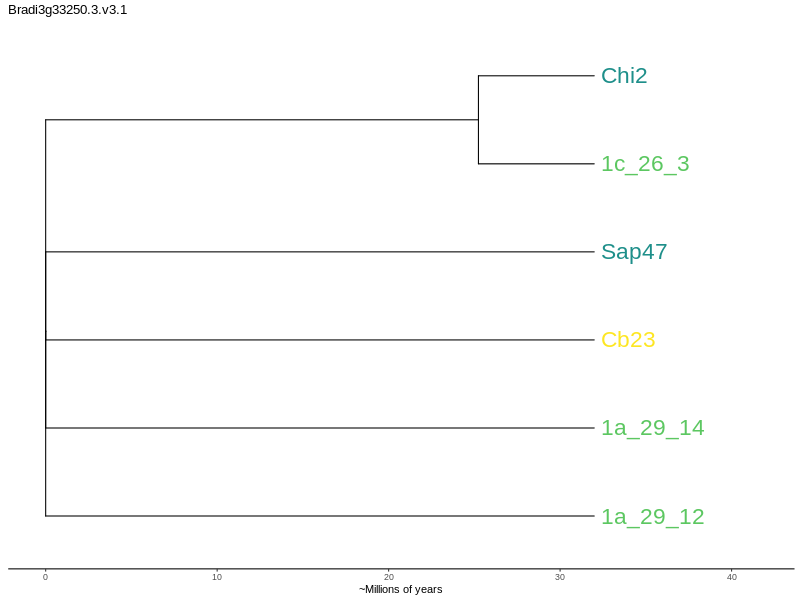 Bradi3g33250.3.v3.1
Chi2
1c_26_3
Sap47
Cb23
1a_29_14
1a_29_12
0 10 20 30 40
~Millions of years